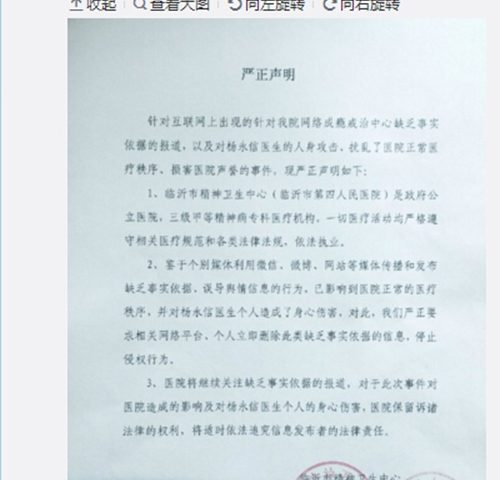 收起 查看大图 向左旋转 向右旋转
严正声明
针对互联网上出现的针对我院网络成瘾戒治中心缺乏事实
依据的报道，以及对杨永信医生的人身攻击、扰乱了医院正常医
疗秩序、损害医院声誉的事件，现严正声明如下：
1、临沂市精神卫生中心（临沂市第四人民医院）是政府公
立医院，三级甲等精神病专科医疗机构，一切医疗活动均严格遵
守相关医疗规范和各类法律法规，依法执业。
2、鉴于个别媒体利用微信、微博、网站等媒体传播和发布
缺乏事实依据、误导舆情信息的行为，已影响到医院正常的医疗
秩序，并对杨永信医生个人造成了身心伤害，对此，我们严正要
求相关网络平台、个人立即删除此类缺乏事实依据的信息，停止
侵权行为。
3、医院将继续关注缺乏事实依据的报道，对于此次事件对
医院造成的影响及对杨永信医生个人的身心伤害，医院保留诉诸
法律的权利，将适时依法追究信息发布者的法律责任。
临沂市精神卫生中心